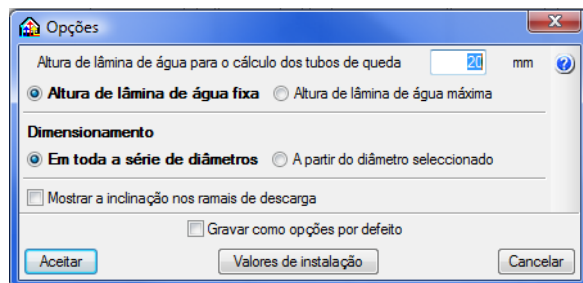 Opções
Altura de lâmina de água para o cálculo dos tubos de queda 20 mm
Altura de lâmina de água fixa Altura de lâmina de água máxima
Dimensionamento
Em toda a série de diâmetros A partir do diâmetro seleccionado
Mostrar a inclinação nos ramais de descarga
Gravar como opções por defeito
Aceitar Valores de instalação Cancelar